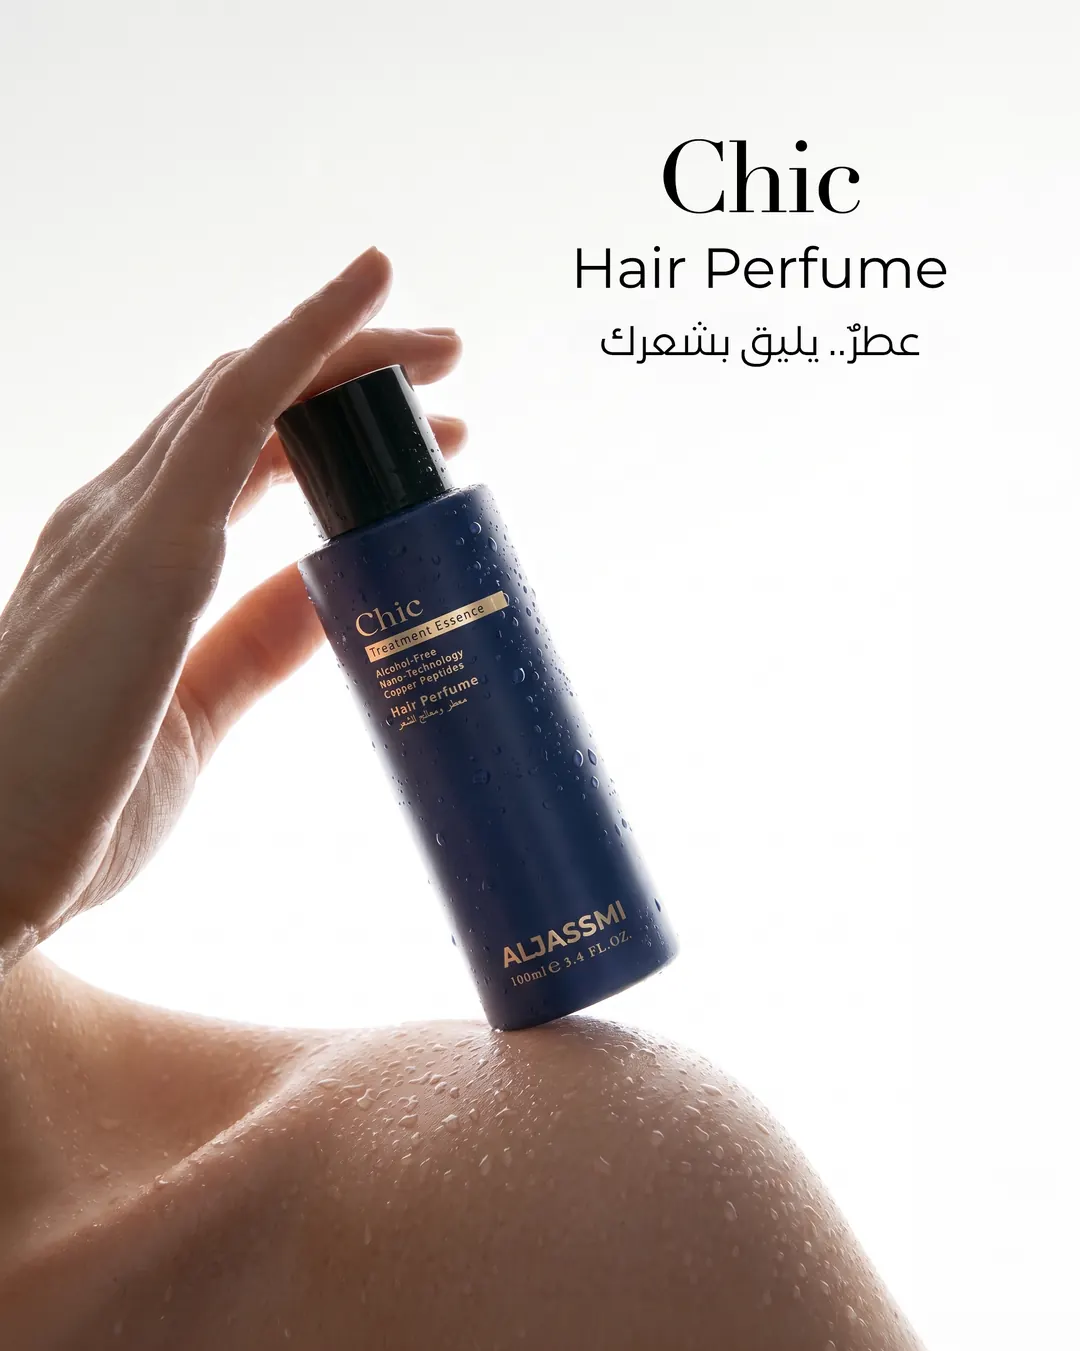 Chic
Hair Perfume
عطرٌ.. يليق بشعرك
Chic
Treatment Essence
Alcohol-Free
Nano-Technology
Copper Peptides
Hair Perfume
معطر ومعالج الشعر
ALJASSMI
100ml e 3.4 FL.OZ.